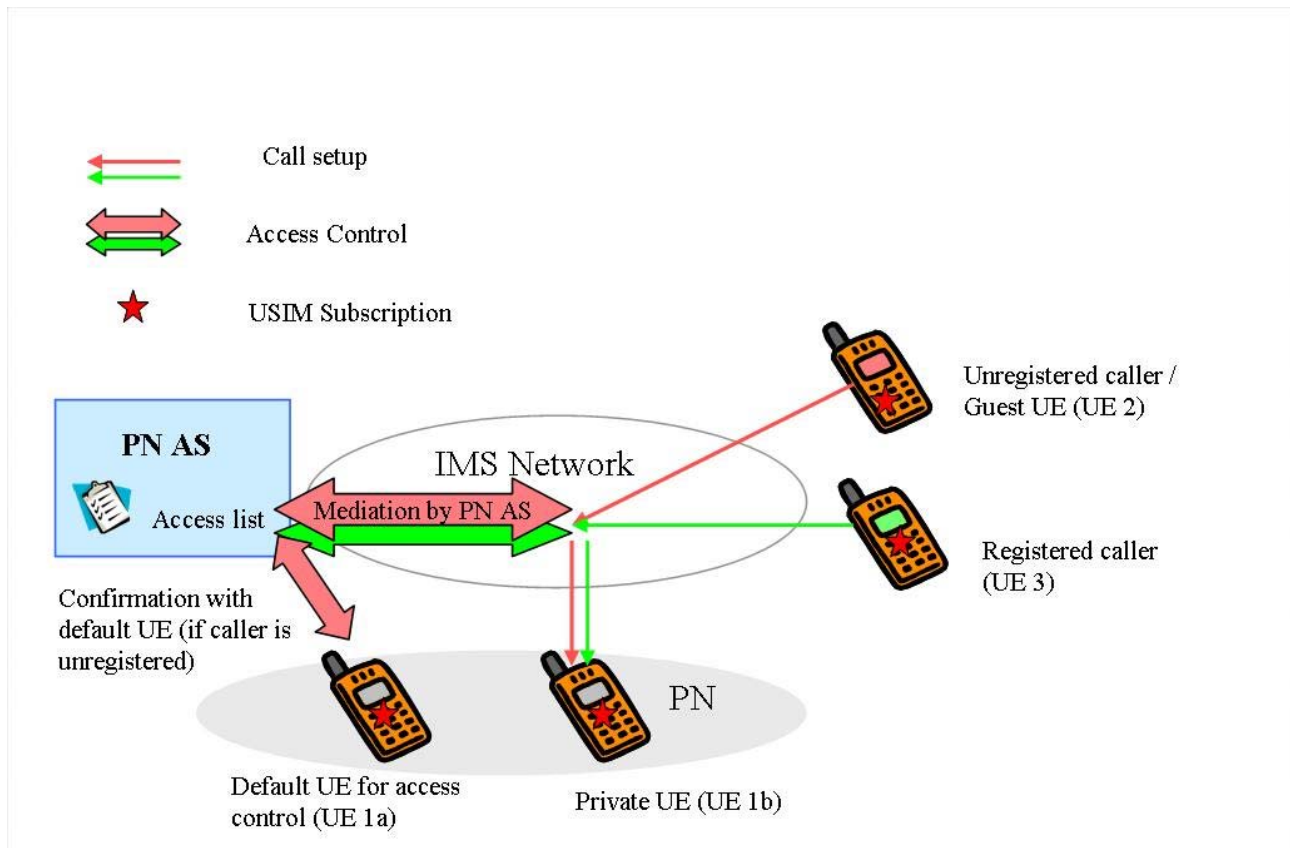 Call setup
Access Control
USIM Subscription
Unregistered caller /
Guest UE (UE 2)
PN AS
Access list
IMS Network
Mediation by PN AS
Registered caller
(UE 3)
Confirmation with
default UE (if caller is
unregistered)
PN
Default UE for access
control (UE 1a)
Private UE (UE 1b)